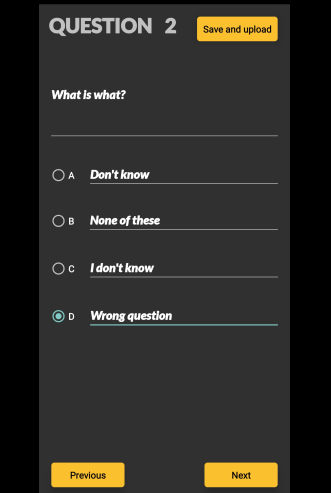 QUESTION 2
Save and upload
What is what?
A Don't know
B None of these
C I don't know
D Wrong question
Previous
Next